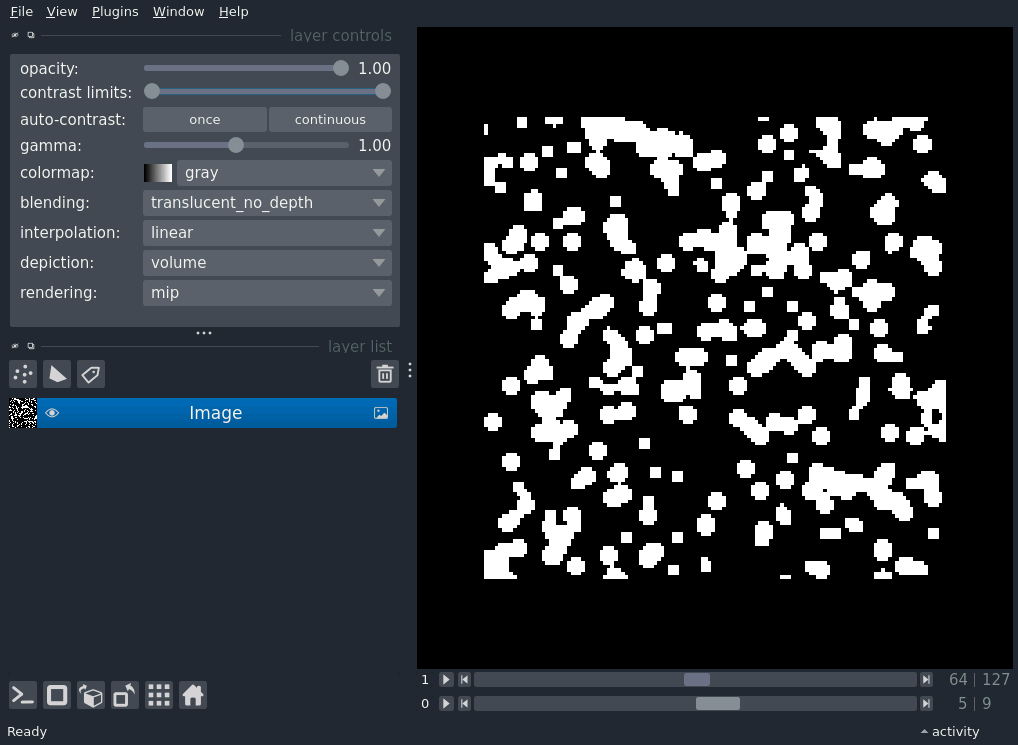 File View Plugins Window Help
layer controls
opacity: 1.00
contrast limits:
auto-contrast: once continuous
gamma: 1.00
colormap: gray
blending: translucent_no_depth
interpolation: linear
depiction: volume
rendering: mip
layer list
Image
1 64 | 127
0 5 | 9
Ready activity